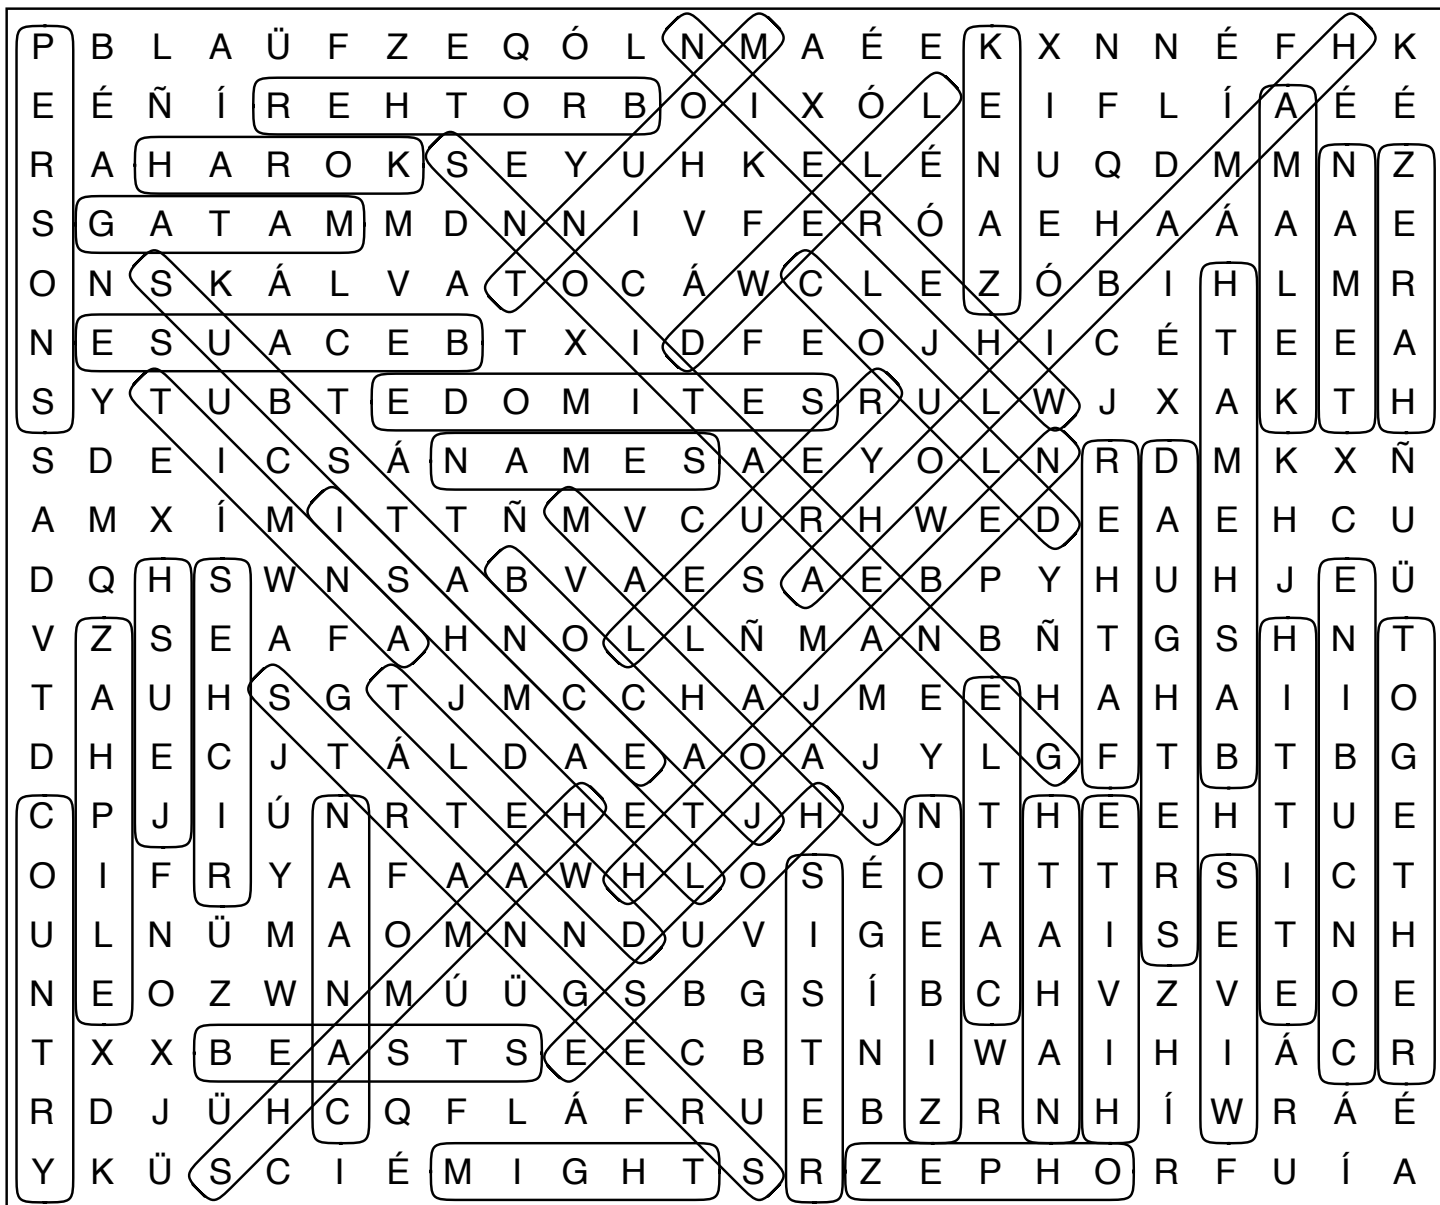 P B L A Ü F Z E Q Ó L N M A É E K X N N É F H K
E É Ñ Í R E H T O R B O I X Ó L E I F L Í A É É
R A H A R O K S E Y U H K E L É N U Q D M M N Z
S G A T A M M D N N I V F E R Ó A E H A Á A A E
O N S K Á L V A T O C Á W C L E Z Ó B I H L M R
N E S U A C E B T X I D F E O J H I C É T E E A
S Y T U B T E D O M I T E S R U L W J X A K T H
S D E I C S Á N A M E S A E Y O L N R D M K X Ñ
A M X Í M I T T Ñ M V C U R H W E D E A E H C U
D Q H S W N S A B V A E S A E B P Y H U H J E Ü
V Z S E A F A H N O L L Ñ M A N B Ñ T G S H N T
T A U H S G T J M C C H A J M E E H A H A I I O
D H E C J T Á L D A E A O A J Y L G F T B T B G
C P J I Ú N R T E H E T J H J N T H E E H T U E
O I F R Y A F A A W H L O S É O T T T R S I C T
U L N Ü M A O M N N D U V I G E A A I S E T N H
N E O Z W N M Ú Ü G S B G S Í B C H V Z V E O E
T X X B E A S T S E E C B T N I W A I H I Á C R
R D J Ü H C Q F L Á F R U E B Z R N H Í W R Á É
Y K Ü S C I É M I G H T S R Z E P H O R F U Í A